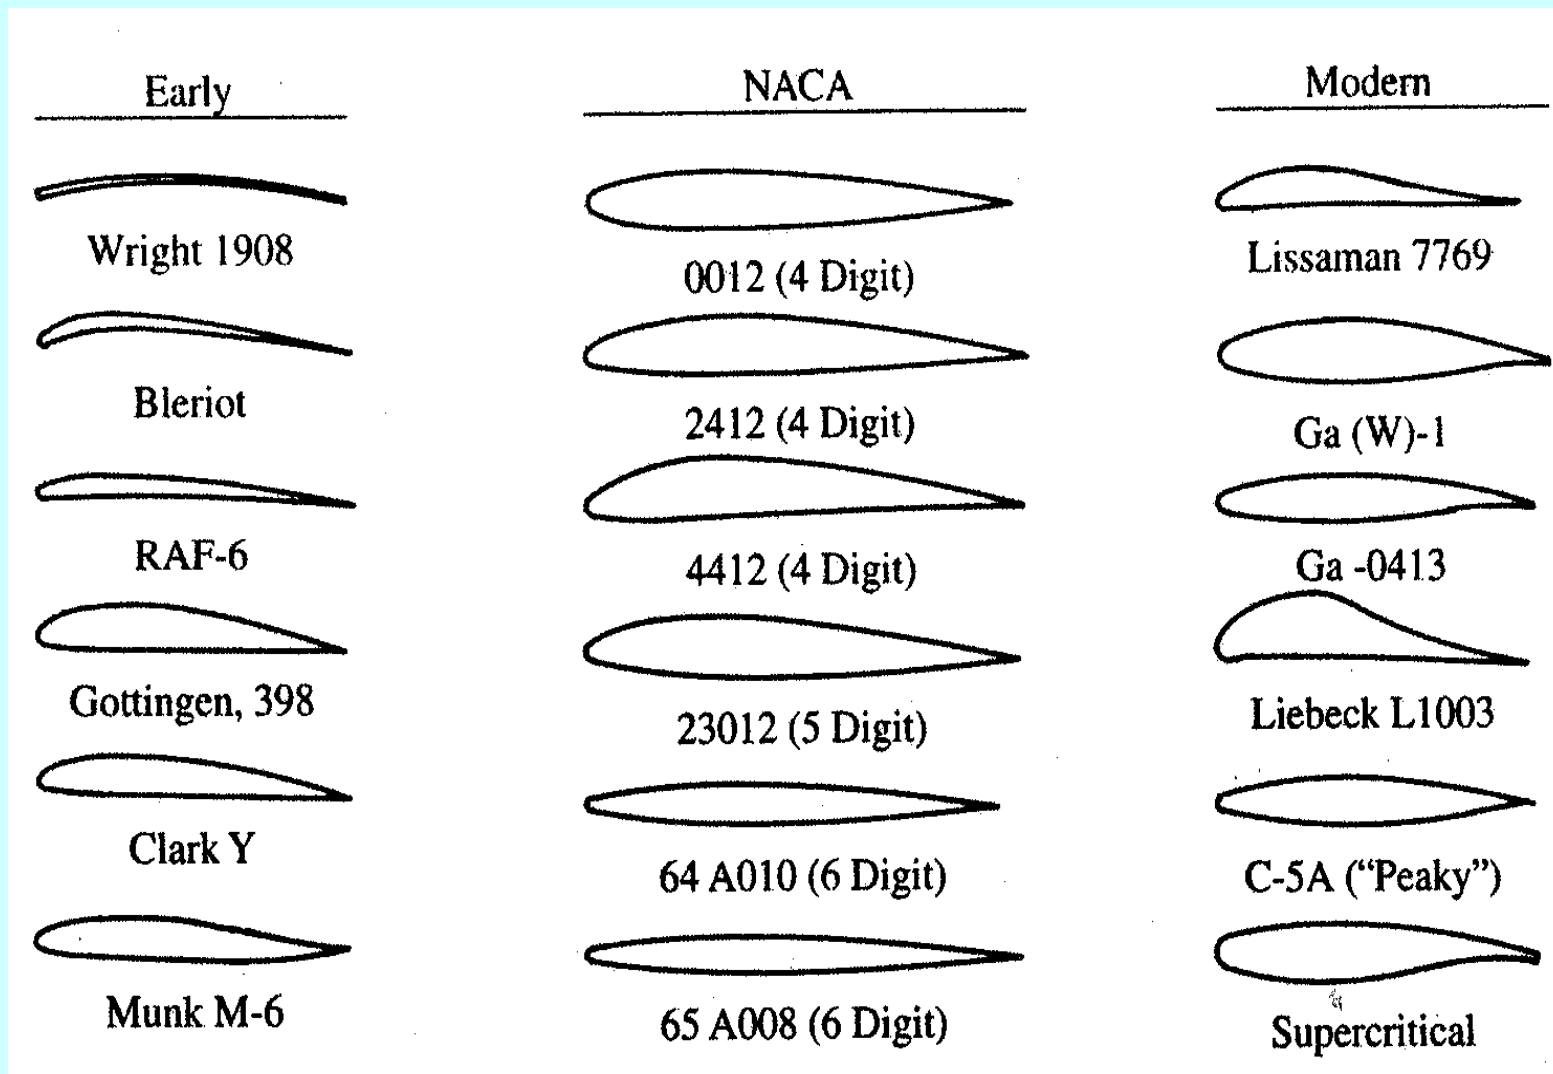 Early
Wright 1908
Bleriot
RAF-6
Gottingen, 398
Clark Y
Munk M-6
NACA
0012 (4 Digit)
2412 (4 Digit)
4412 (4 Digit)
23012 (5 Digit)
64 A010 (6 Digit)
65 A008 (6 Digit)
Modern
Lissaman 7769
Ga (W)-1
Ga -0413
Liebeck L1003
C-5A (“Peaky”)
Supercritical